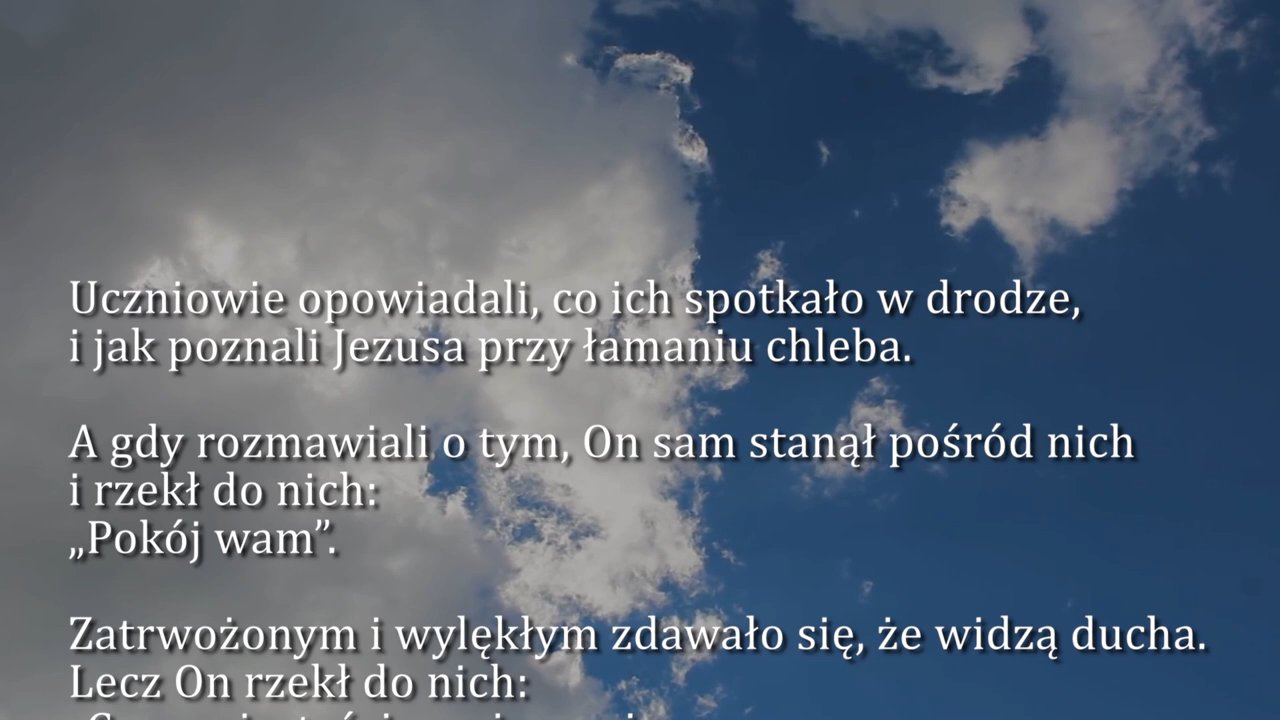 Uczniowie opowiadali, co ich spotkało w drodze,
i jak poznali Jezusa przy łamaniu chleba.
A gdy rozmawiali o tym, On sam stanął pośród nich
i rzekł do nich:
„Pokój wam”.
Zatrwożonym i wylękłym zdawało się, że widzą ducha.
Lecz On rzekł do nich: